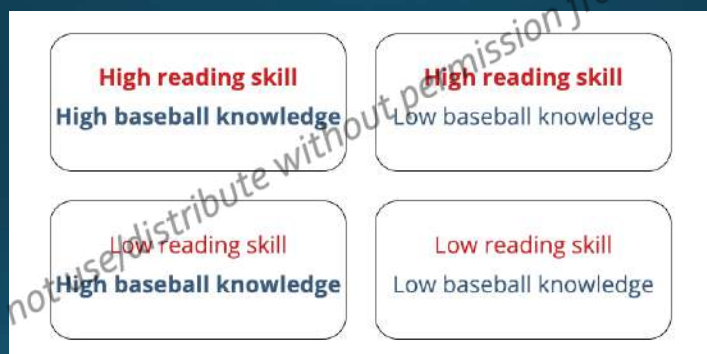 High reading skill
High baseball knowledge
High reading skill
Low baseball knowledge
Low reading skill
High baseball knowledge
Low reading skill
Low baseball knowledge
not use/distribute without permission